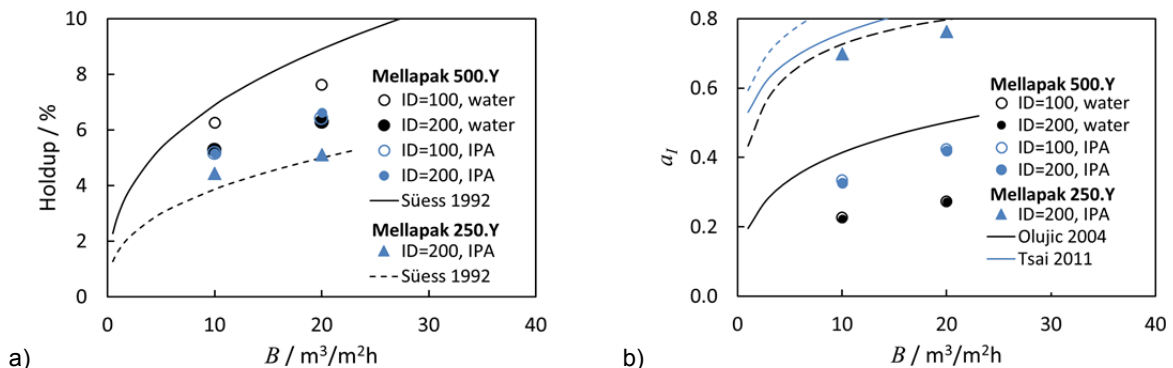 10
8
6
4
2
0
Holdup / %
0
10
20
30
40
B / m³/m²h
Mellapak 500.Y
ID=100, water
ID=200, water
ID=100, IPA
ID=200, IPA
Süess 1992
Mellapak 250.Y
ID=200, IPA
Süess 1992
a)
0.8
0.6
0.4
0.2
0.0
a_I
0
10
20
30
40
B / m³/m²h
Mellapak 500.Y
ID=100, water
ID=200, water
ID=100, IPA
ID=200, IPA
Mellapak 250.Y
ID=200, IPA
Olujic 2004
Tsai 2011
b)